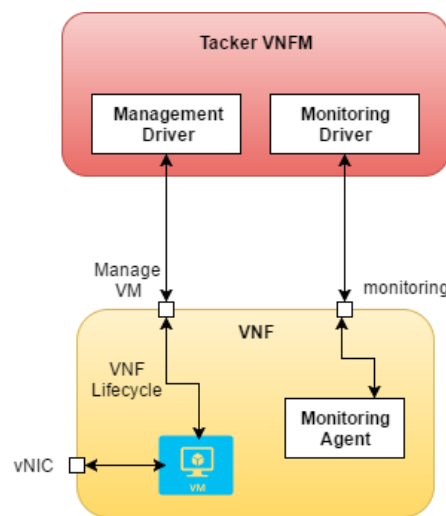 Tacker VNFM
Management
Driver
Monitoring
Driver
Manage
VM
monitoring
VNF
VNF
Lifecycle
Monitoring
Agent
vNIC
VM